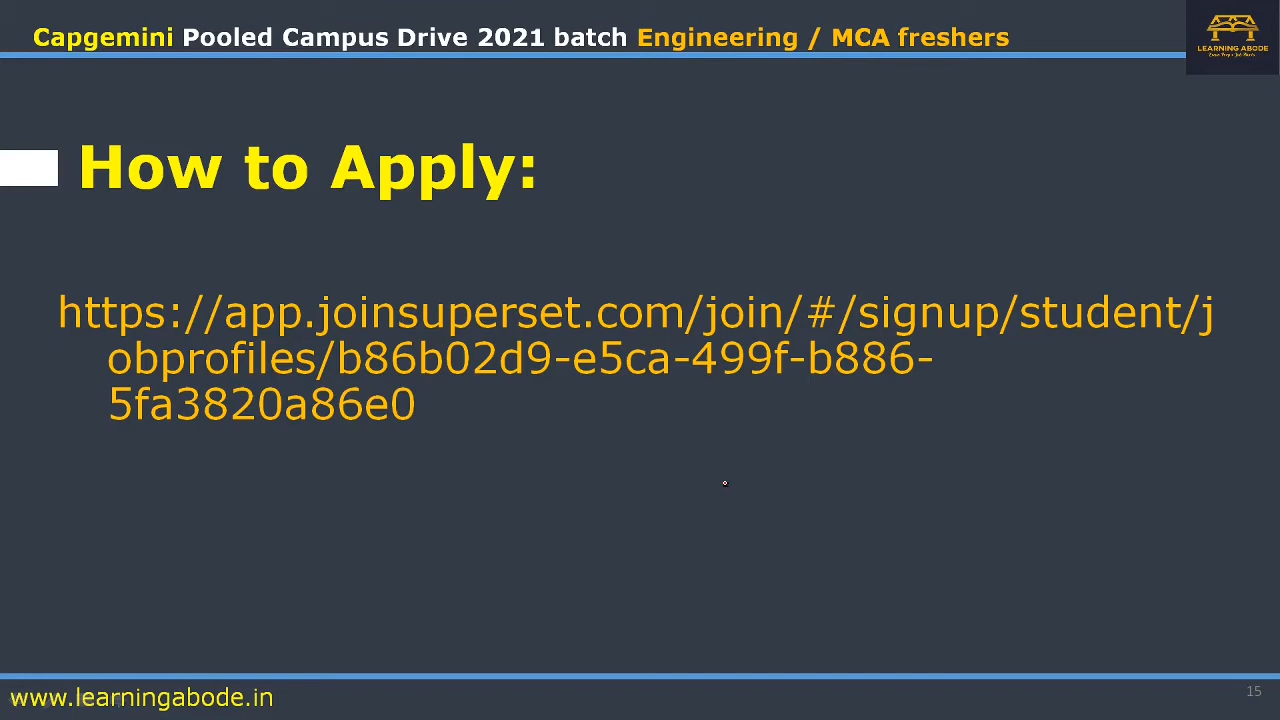 Capgemini Pooled Campus Drive 2021 batch Engineering / MCA freshers
LEARNING ABODE
How to Apply:
https://app.joinsuperset.com/join/#/signup/student/j
obprofiles/b86b02d9-e5ca-499f-b886-
5fa3820a86e0
www.learningabode.in
15